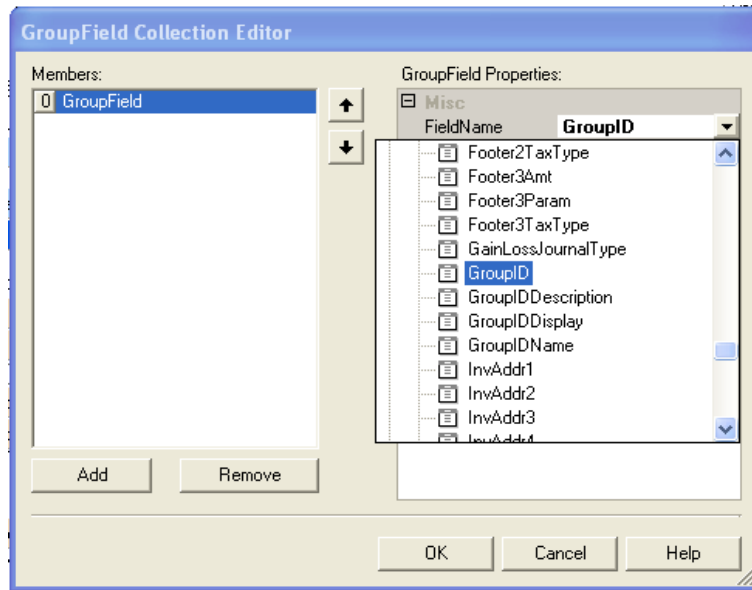 GroupField Collection Editor
Members:
0 GroupField
GroupField Properties:
Misc
FieldName GroupID
Footer2TaxType
Footer3Amt
Footer3Param
Footer3TaxType
GainLossJournalType
GroupID
GroupIDDescription
GroupIDDisplay
GroupIDName
InvAddr1
InvAddr2
InvAddr3
InvAddr4
Add Remove
OK Cancel Help